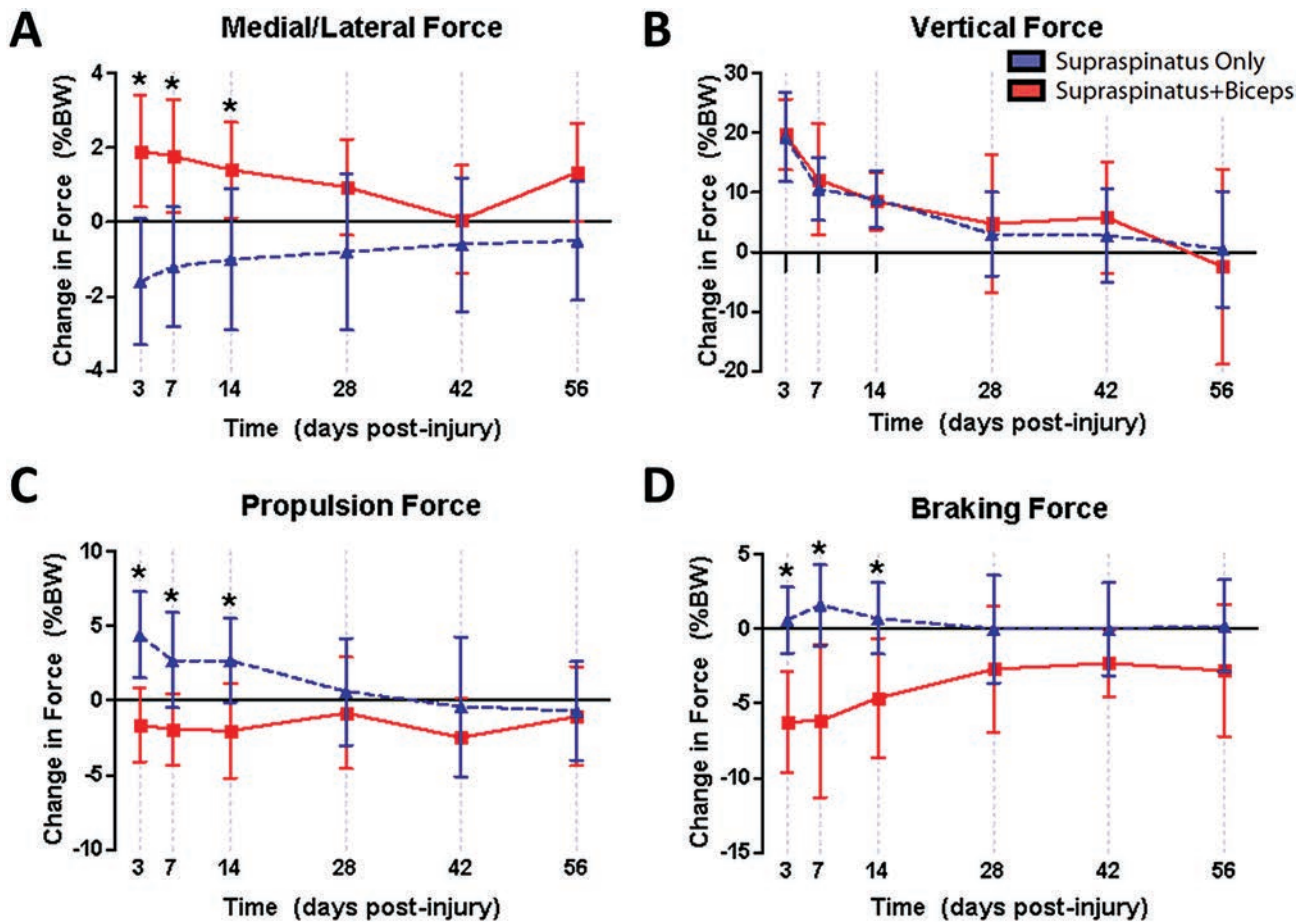 A
Medial/Lateral Force
Change in Force (%BW)
4
2
0
-2
-4
* * *
3 7 14 28 42 56
Time (days post-injury)
B
Vertical Force
Supraspinatus Only
Supraspinatus+Biceps
Change in Force (%BW)
30
20
10
0
-10
-20
3 7 14 28 42 56
Time (days post-injury)
C
Propulsion Force
Change in Force (%BW)
10
5
0
-5
-10
* * *
3 7 14 28 42 56
Time (days post-injury)
D
Braking Force
Change in Force (%BW)
5
0
-5
-10
-15
* * *
3 7 14 28 42 56
Time (days post-injury)